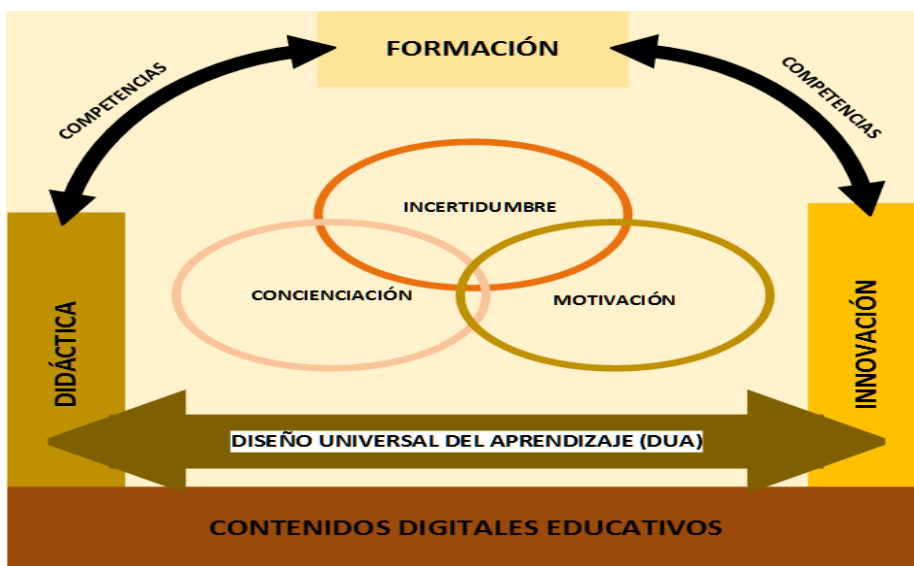 FORMACIÓN
COMPETENCIAS
COMPETENCIAS
INCERTIDUMBRE
CONCIENCIACIÓN
MOTIVACIÓN
DIDÁCTICA
INNOVACIÓN
DISEÑO UNIVERSAL DEL APRENDIZAJE (DUA)
CONTENIDOS DIGITALES EDUCATIVOS